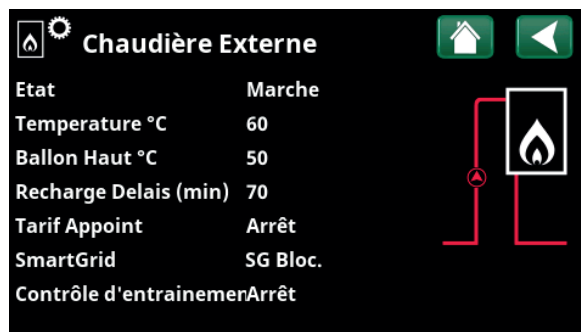 Chaudière Externe
Etat Marche
Temperature °C 60
Ballon Haut °C 50
Recharge Delais (min) 70
Tarif Appoint Arrêt
SmartGrid SG Bloc.
Contrôle d'entrainemerArrêt